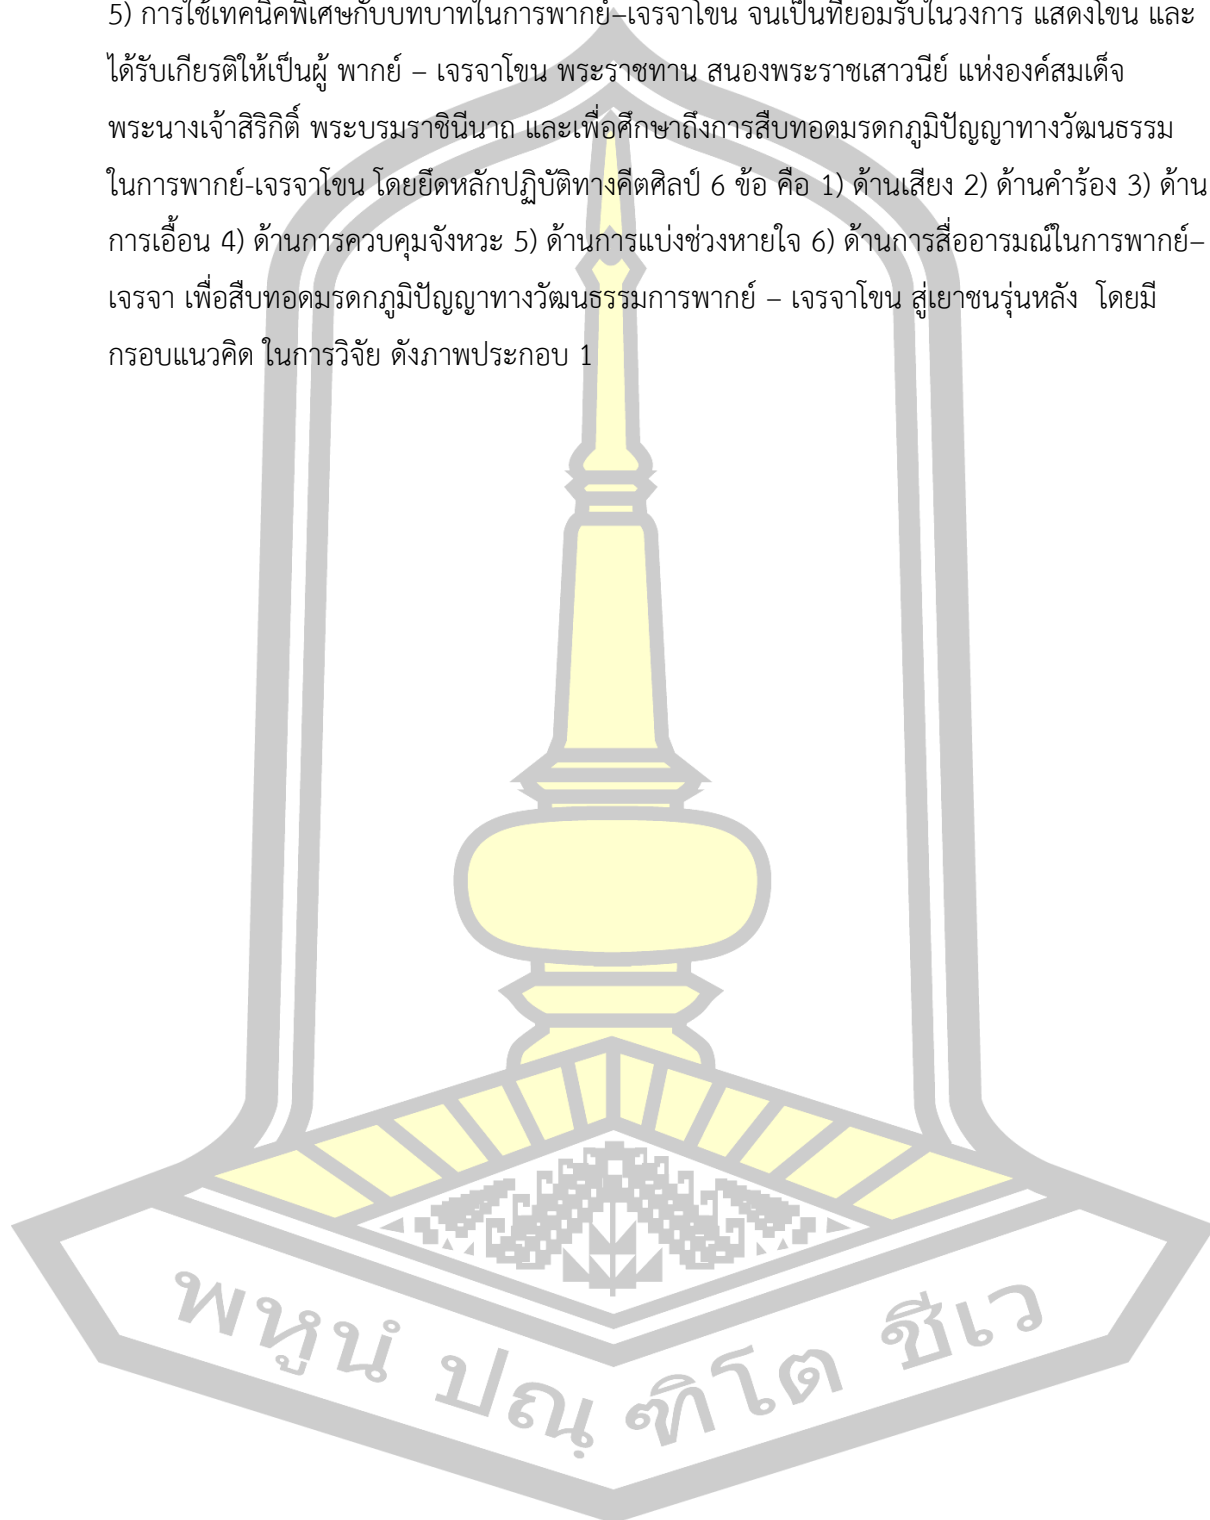 5) การใช้เทคนิคพิเศษกับบทบาทในการพากย์–เจรจาโขน จนเป็นที่ยอมรับในวงการ แสดงโขน และ
ได้รับเกียรติให้เป็นผู้ พากย์ – เจรจาโขน พระราชทาน สนองพระราชเสาวนีย์ แห่งองค์สมเด็จ
พระนางเจ้าสิริกิติ์ พระบรมราชินีนาถ และเพื่อศึกษาถึงการสืบทอดมรดกภูมิปัญญาทางวัฒนธรรม
ในการพากย์-เจรจาโขน โดยยึดหลักปฏิบัติทางคีตศิลป์ 6 ข้อ คือ 1) ด้านเสียง 2) ด้านคำร้อง 3) ด้าน
การเอื้อน 4) ด้านการควบคุมจังหวะ 5) ด้านการแบ่งช่วงหายใจ 6) ด้านการสื่ออารมณ์ในการพากย์–
เจรจา เพื่อสืบทอดมรดกภูมิปัญญาทางวัฒนธรรมการพากย์ – เจรจาโขน สู่เยาชนรุ่นหลัง โดยมี
กรอบแนวคิด ในการวิจัย ดังภาพประกอบ 1
พหูนํ ปณฺฑิโต ชีเว